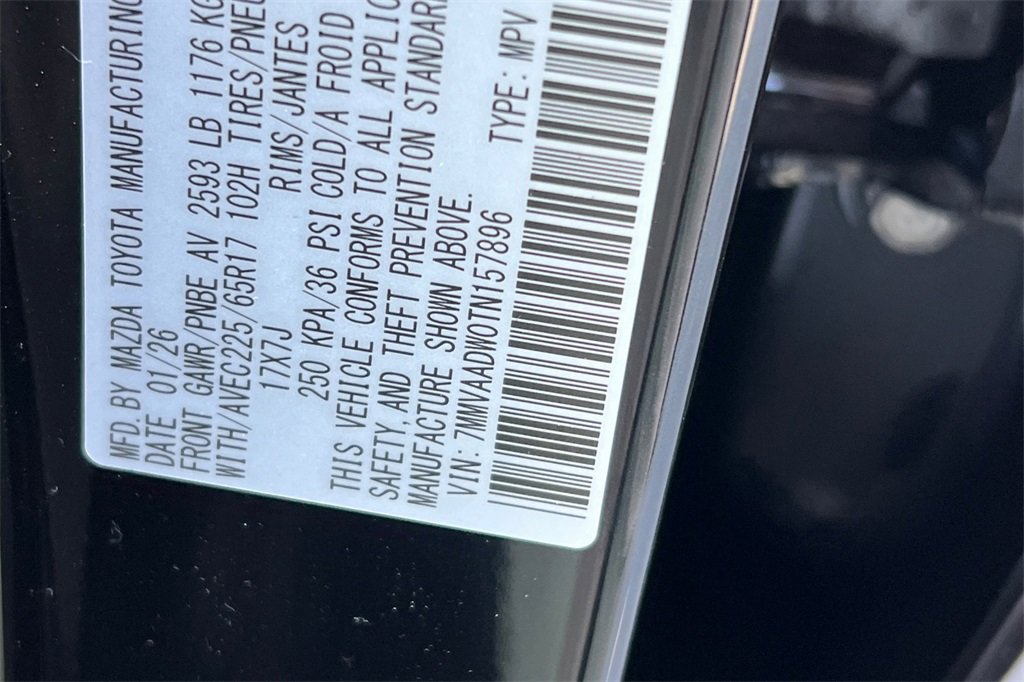 MFD. BY MAZDA TOYOTA MANUFACTURING
DATE 01/26
FRONT GAWR/PNBE AV 2593 LB 1176 KG
WITH/AVEC225/65R17 102H TIRES/PNEU
17X7J RIMS/JANTES
250 KPA/36 PSI COLD/A FROID
THIS VEHICLE CONFORMS TO ALL APPLIC
SAFETY, AND THEFT PREVENTION STANDAR
MANUFACTURE SHOWN ABOVE.
VIN: 7MMVAADW0TN157896 TYPE: MPV